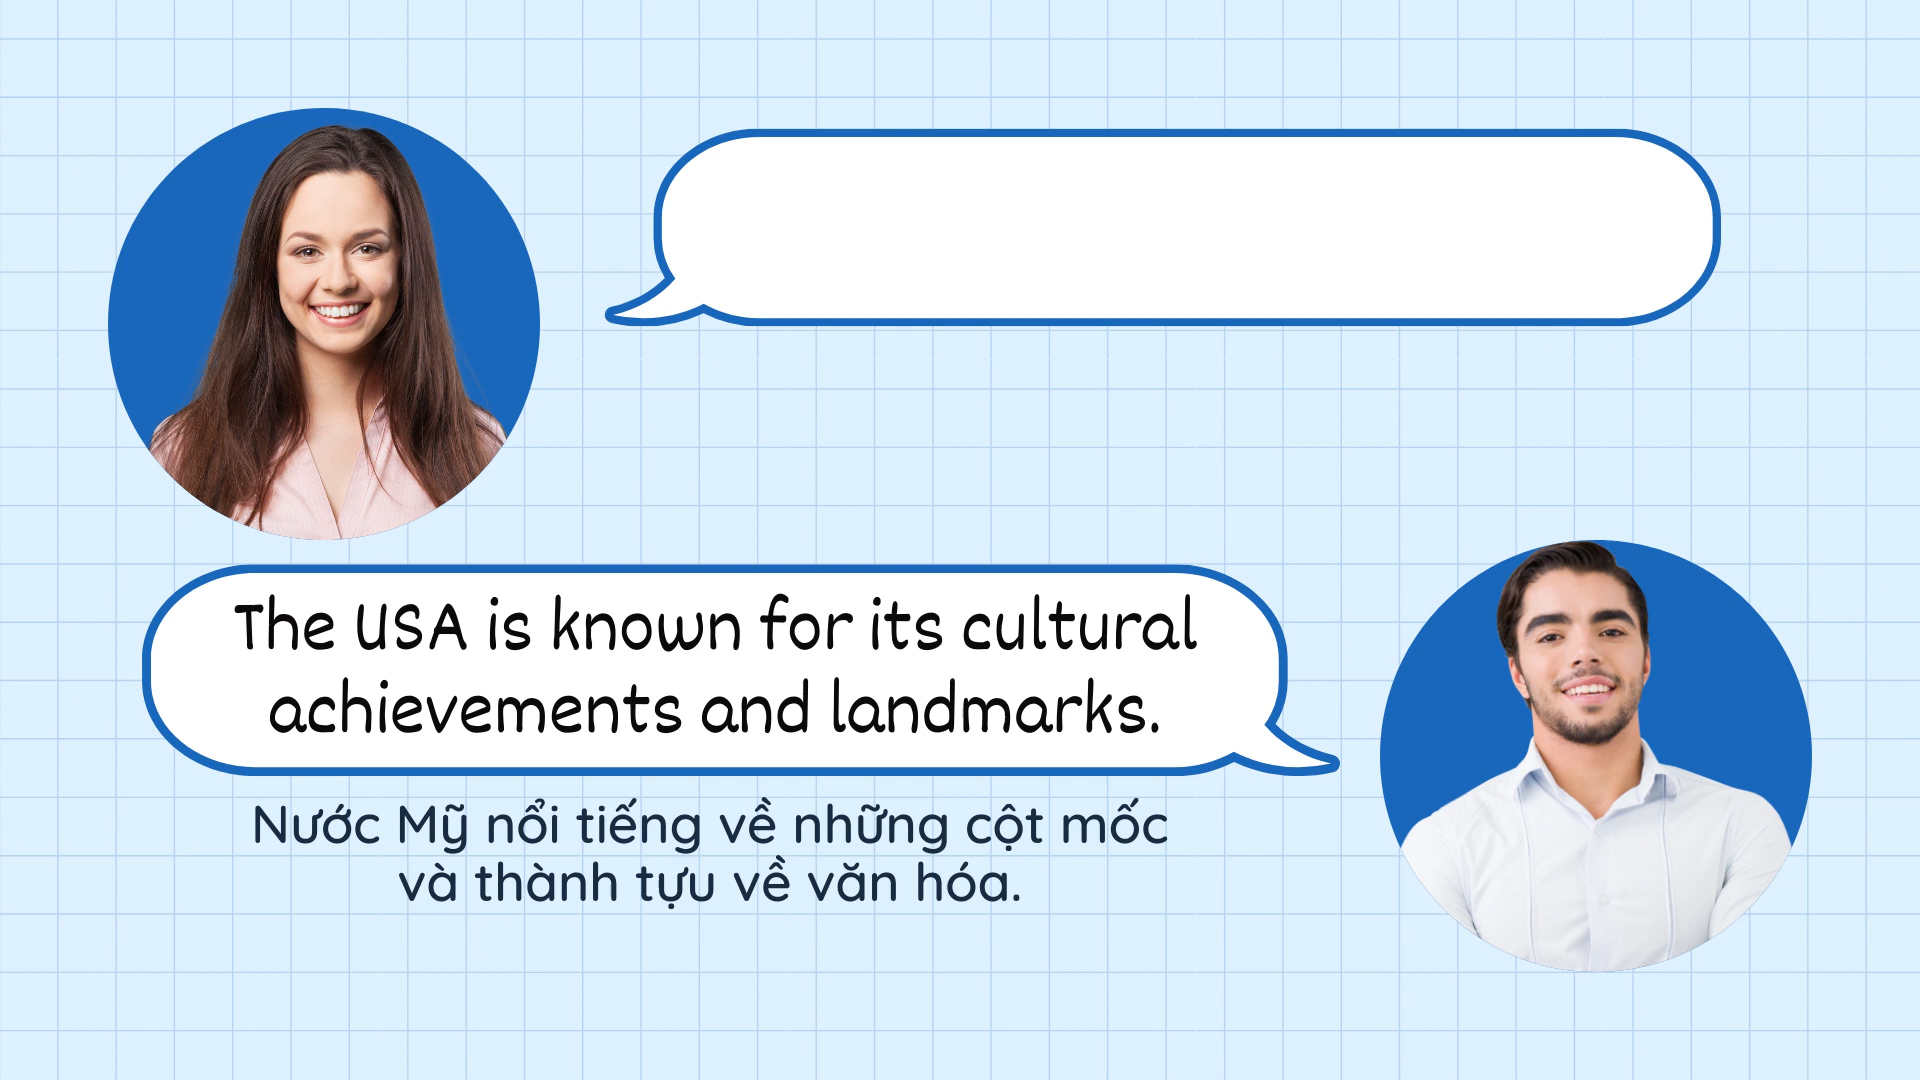 The USA is known for its cultural
achievements and landmarks.
Nước Mỹ nổi tiếng về những cột mốc
và thành tựu về văn hóa.